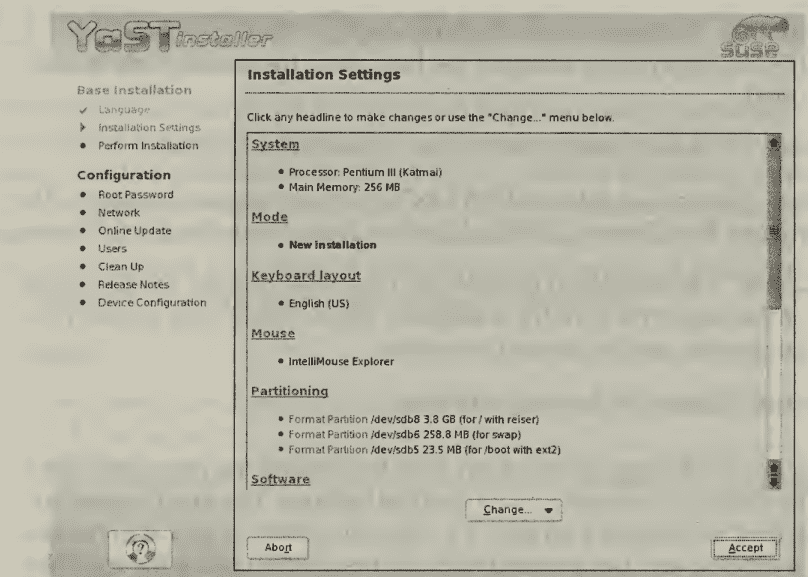 YaST installer
SUSE
Base Installation
Language
Installation Settings
Perform Installation
Configuration
Root Password
Network
Online Update
Users
Clean Up
Release Notes
Device Configuration
Installation Settings
Click any headline to make changes or use the "Change..." menu below.
System
Processor: Pentium III (Katmai)
Main Memory: 256 MB
Mode
New installation
Keyboard layout
English (US)
Mouse
IntelliMouse Explorer
Partitioning
Format Partition /dev/sdb8 3.8 GB (for / with reiser)
Format Partition /dev/sdb6 258.8 MB (for swap)
Format Partition /dev/sdb5 23.5 MB (for /boot with ext2)
Software
Change...
?
Abort
Accept